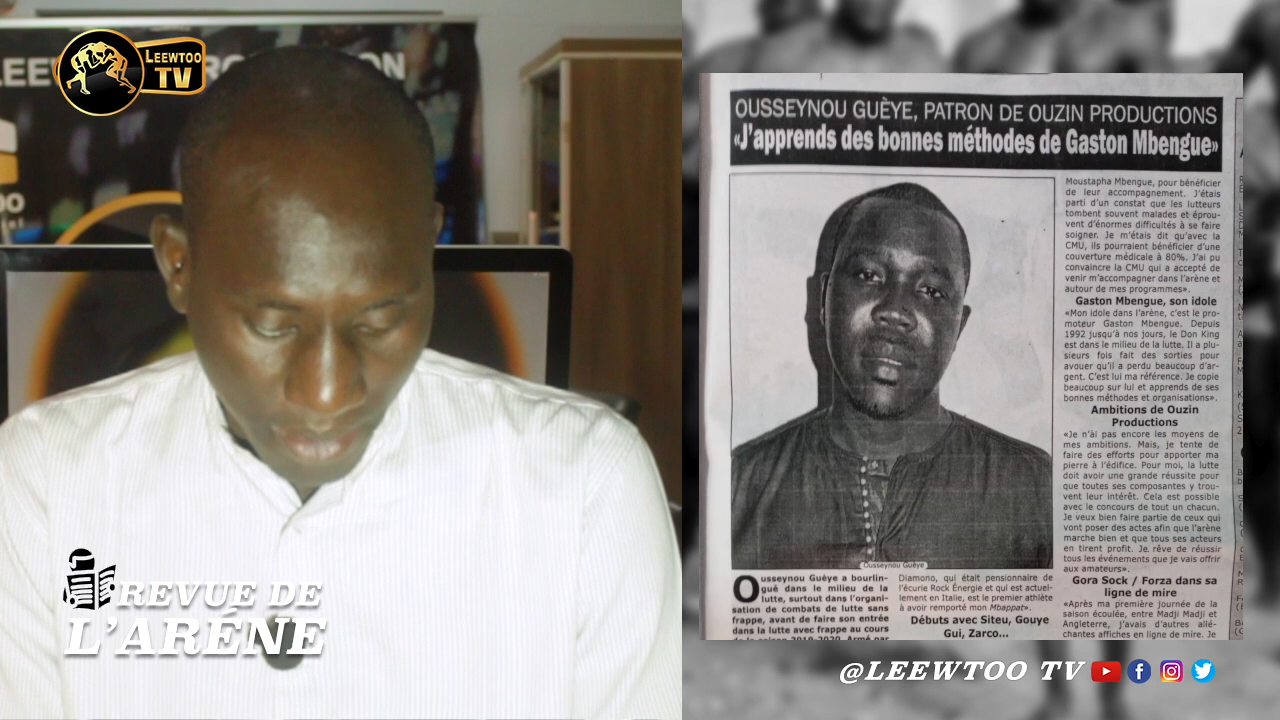 LEEWTOO
TV
REVUE DE
L'ARÉNE
OUSSEYNOU GUÈYE, PATRON DE OUZIN PRODUCTIONS
«J'apprends des bonnes méthodes de Gaston Mbengue»
Ousseynou Guèye
Ousseynou Guèye a bourlin-
gué dans le milieu de la
lutte, surtout dans l'organi-
sation de combats de lutte sans
frappe, avant de faire son entrée
dans la lutte avec frappe au cours
de la saison 2019-2020. Armé par
Diamono, qui était pensionnaire de
l'écurie Rock Énergie et qui est actuel-
lement en Italie, est le premier athlète
à avoir remporté mon Mbappat».
Débuts avec Siteu, Gouye
Gui, Zarco...
Moustapha Mbengue, pour bénéficier
de leur accompagnement. J'étais
parti d'un constat que les lutteurs
tombent souvent malades et éprou-
vent d'énormes difficultés à se faire
soigner. Je m'étais dit qu'avec la
CMU, ils pourraient bénéficier d'une
couverture médicale à 80%. J'ai pu
convaincre la CMU qui a accepté de
venir m'accompagner dans l'arène et
autour de mes programmes».
Gaston Mbengue, son idole
«Mon idole dans l'arène, c'est le pro-
moteur Gaston Mbengue. Depuis
1992 jusqu'à nos jours, le Don King
est dans le milieu de la lutte. Il a plu-
sieurs fois fait des sorties pour
avouer qu'il a perdu beaucoup d'ar-
gent. C'est lui ma référence. Je copie
beaucoup sur lui et apprends de ses
bonnes méthodes et organisations».
Ambitions de Ouzin
Productions
«Je n'ai pas encore les moyens de
mes ambitions. Mais, je tente de
faire des efforts pour apporter ma
pierre à l'édifice. Pour moi, la lutte
doit avoir une grande réussite pour
que toutes ses composantes y trou-
vent leur intérêt. Cela est possible
avec le concours de tout un chacun.
Je veux bien faire partie de ceux qui
vont poser des actes afin que l'arène
marche bien et que tous ses acteurs
en tirent profit. Je rêve de réussir
tous les événements que je vais offrir
aux amateurs».
Gora Sock / Forza dans sa
ligne de mire
«Après ma première journée de la
saison écoulée, entre Madji Madji et
Angleterre, j'avais d'autres allé-
chantes affiches en ligne de mire. Je
@LEEWTOO TV